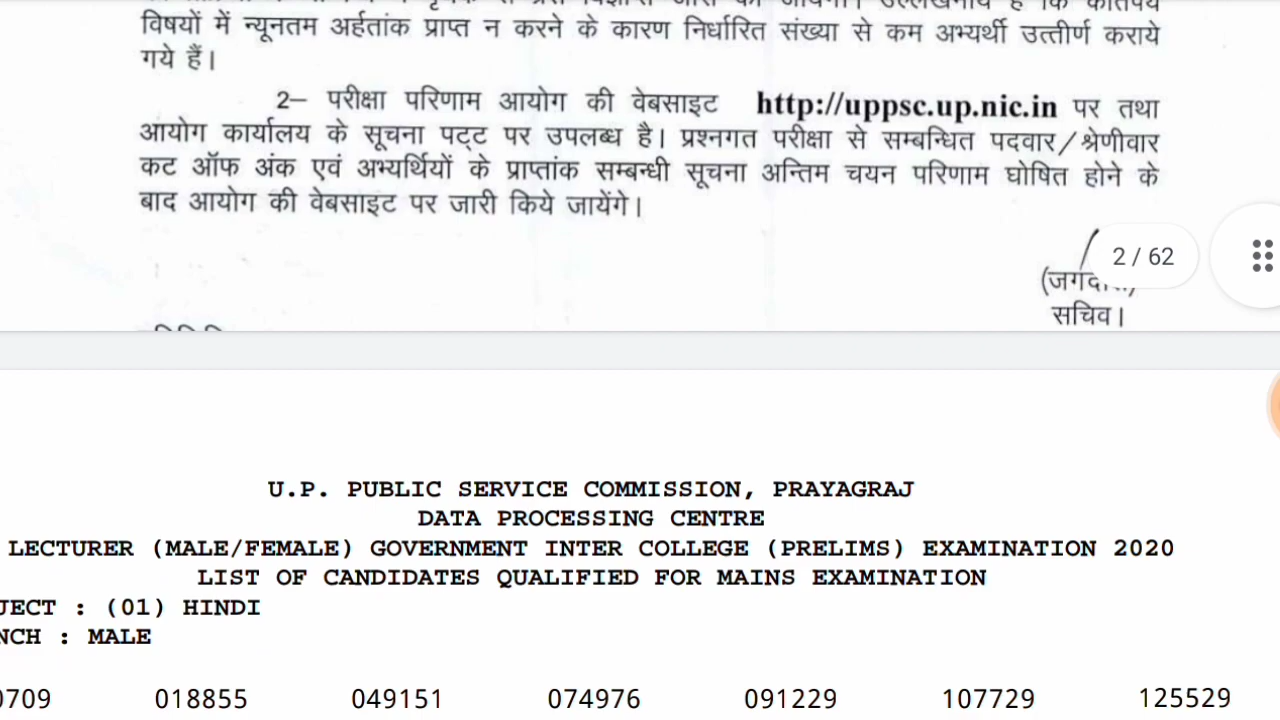 विषयों में न्यूनतम अर्हतांक प्राप्त न करने के कारण निर्धारित संख्या से कम अभ्यर्थी उत्तीर्ण कराये
गये हैं।
2– परीक्षा परिणाम आयोग की वेबसाइट http://uppsc.up.nic.in पर तथा
आयोग कार्यालय के सूचना पट्ट पर उपलब्ध है। प्रश्नगत परीक्षा से सम्बन्धित पदवार/श्रेणीवार
कट ऑफ अंक एवं अभ्यर्थियों के प्राप्तांक सम्बन्धी सूचना अन्तिम चयन परिणाम घोषित होने के
बाद आयोग की वेबसाइट पर जारी किये जायेंगे।
2 / 62
सचिव।
U.P. PUBLIC SERVICE COMMISSION, PRAYAGRAJ
DATA PROCESSING CENTRE
LECTURER (MALE/FEMALE) GOVERNMENT INTER COLLEGE (PRELIMS) EXAMINATION 2020
LIST OF CANDIDATES QUALIFIED FOR MAINS EXAMINATION
JECT : (01) HINDI
NCH : MALE
0709 018855 049151 074976 091229 107729 125529